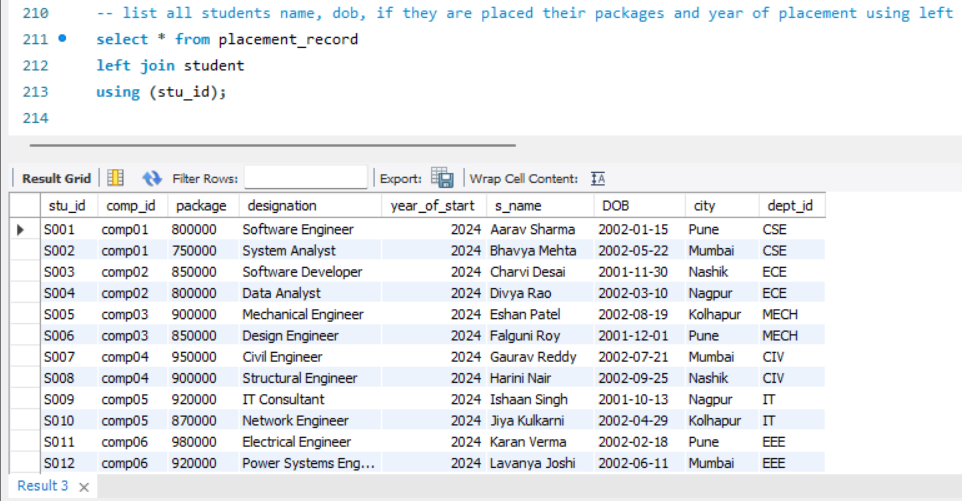 210 -- list all students name, dob, if they are placed their packages and year of placement using left
211 select * from placement_record
212 left join student
213 using (stu_id);
214
Result Grid Filter Rows: Export: Wrap Cell Content:
stu_id comp_id package designation year_of_start s_name DOB city dept_id
S001 comp01 800000 Software Engineer 2024 Aarav Sharma 2002-01-15 Pune CSE
S002 comp01 750000 System Analyst 2024 Bhavya Mehta 2002-05-22 Mumbai CSE
S003 comp02 850000 Software Developer 2024 Charvi Desai 2001-11-30 Nashik ECE
S004 comp02 800000 Data Analyst 2024 Divya Rao 2002-03-10 Nagpur ECE
S005 comp03 900000 Mechanical Engineer 2024 Eshan Patel 2002-08-19 Kolhapur MECH
S006 comp03 850000 Design Engineer 2024 Falguni Roy 2001-12-01 Pune MECH
S007 comp04 950000 Civil Engineer 2024 Gaurav Reddy 2002-07-21 Mumbai CIV
S008 comp04 900000 Structural Engineer 2024 Harini Nair 2002-09-25 Nashik CIV
S009 comp05 920000 IT Consultant 2024 Ishaan Singh 2001-10-13 Nagpur IT
S010 comp05 870000 Network Engineer 2024 Jiya Kulkarni 2002-04-29 Kolhapur IT
S011 comp06 980000 Electrical Engineer 2024 Karan Verma 2002-02-18 Pune EEE
S012 comp06 920000 Power Systems Eng... 2024 Lavanya Joshi 2002-06-11 Mumbai EEE
Result 3